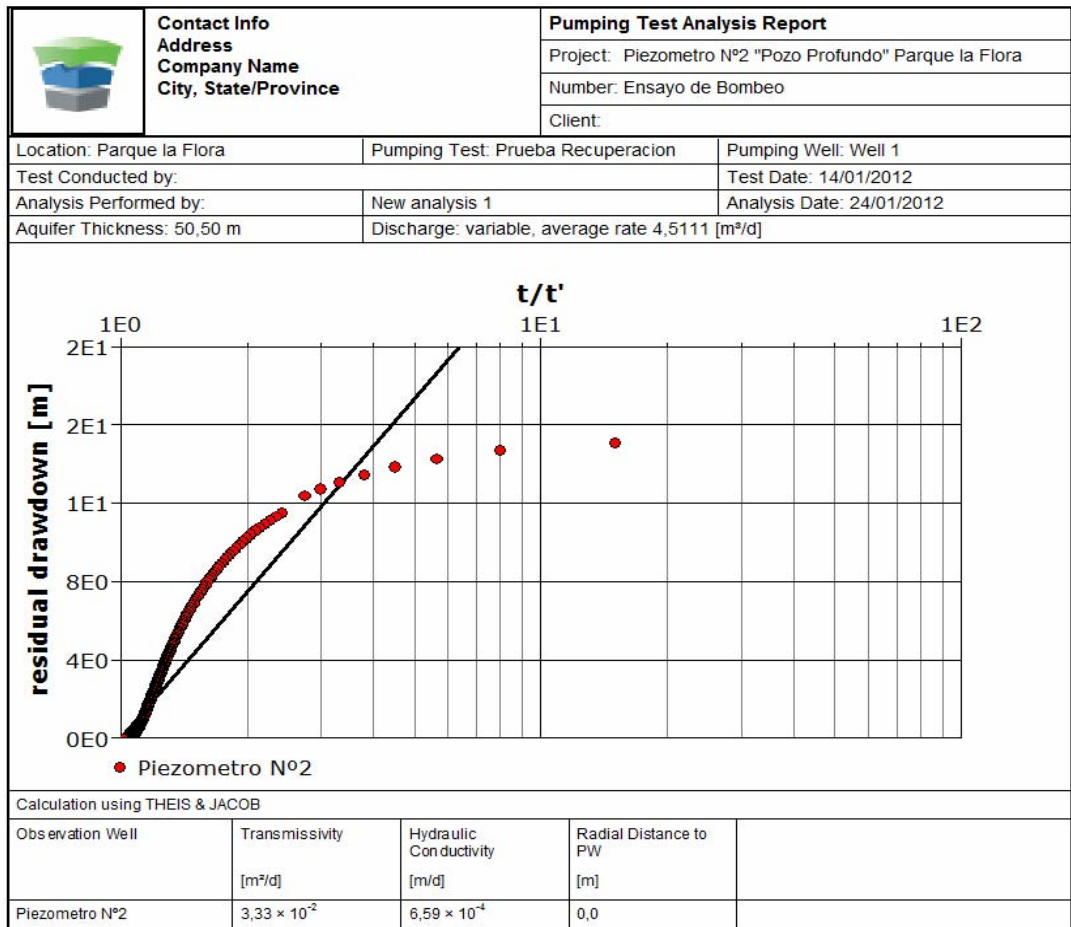 Contact Info
Address
Company Name
City, State/Province
Pumping Test Analysis Report
Project: Piezometro Nº2 "Pozo Profundo" Parque la Flora
Number: Ensayo de Bombeo
Client:
Location: Parque la Flora
Pumping Test: Prueba Recuperacion
Pumping Well: Well 1
Test Conducted by:
Test Date: 14/01/2012
Analysis Performed by:
New analysis 1
Analysis Date: 24/01/2012
Aquifer Thickness: 50,50 m
Discharge: variable, average rate 4,5111 [m³/d]
t/t'
1E0 1E1 1E2
2E1
2E1
1E1
8E0
4E0
0E0
residual drawdown [m]
Piezometro Nº2
Calculation using THEIS & JACOB
Observation Well
Transmissivity
[m²/d]
Hydraulic
Conductivity
[m/d]
Radial Distance to
PW
[m]
Piezometro Nº2
3,33 × 10⁻²
6,59 × 10⁻⁴
0,0